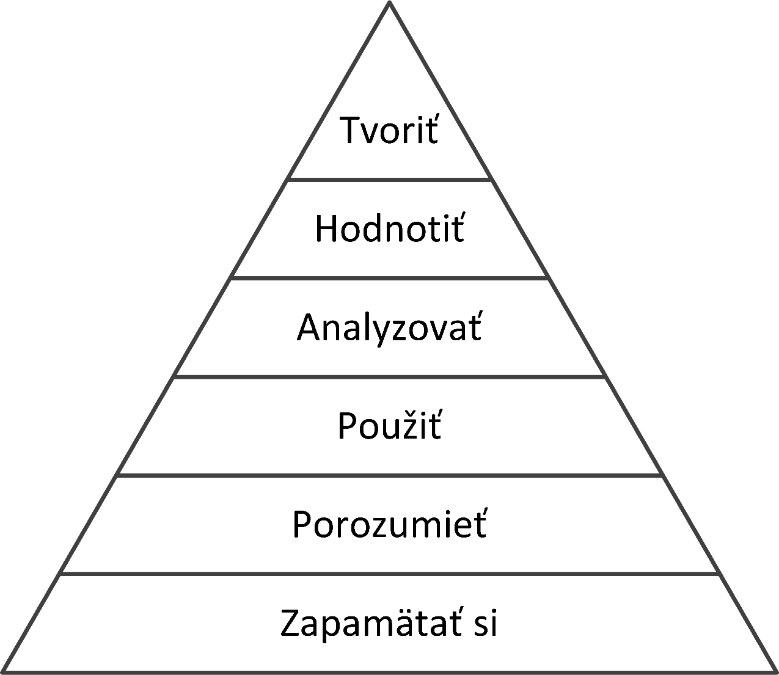 Tvoriť
Hodnotiť
Analyzovať
Použiť
Porozumieť
Zapamätať si